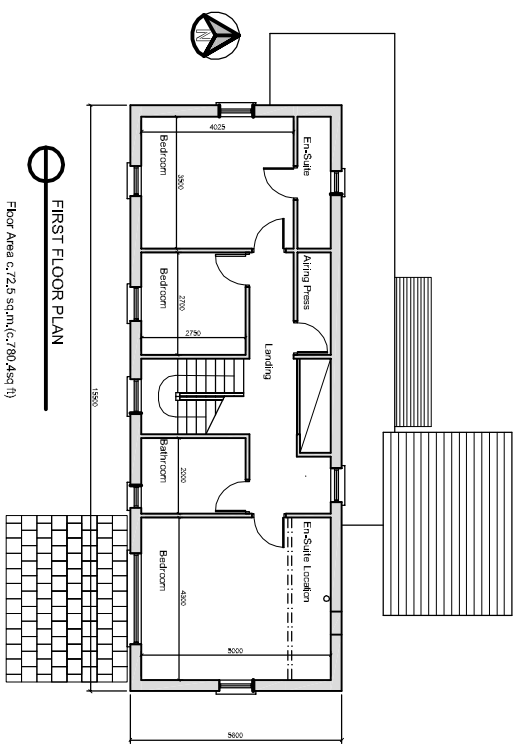 N
4025
En-Suite
Bedroom
3500
Airing Press
Bedroom
2700
2750
Landing
15500
Bathroom
2000
En-Suite Location
Bedroom
4300
5000
5600
FIRST FLOOR PLAN
Floor Area c.72.5 sq.m.(c.780.4sq ft)